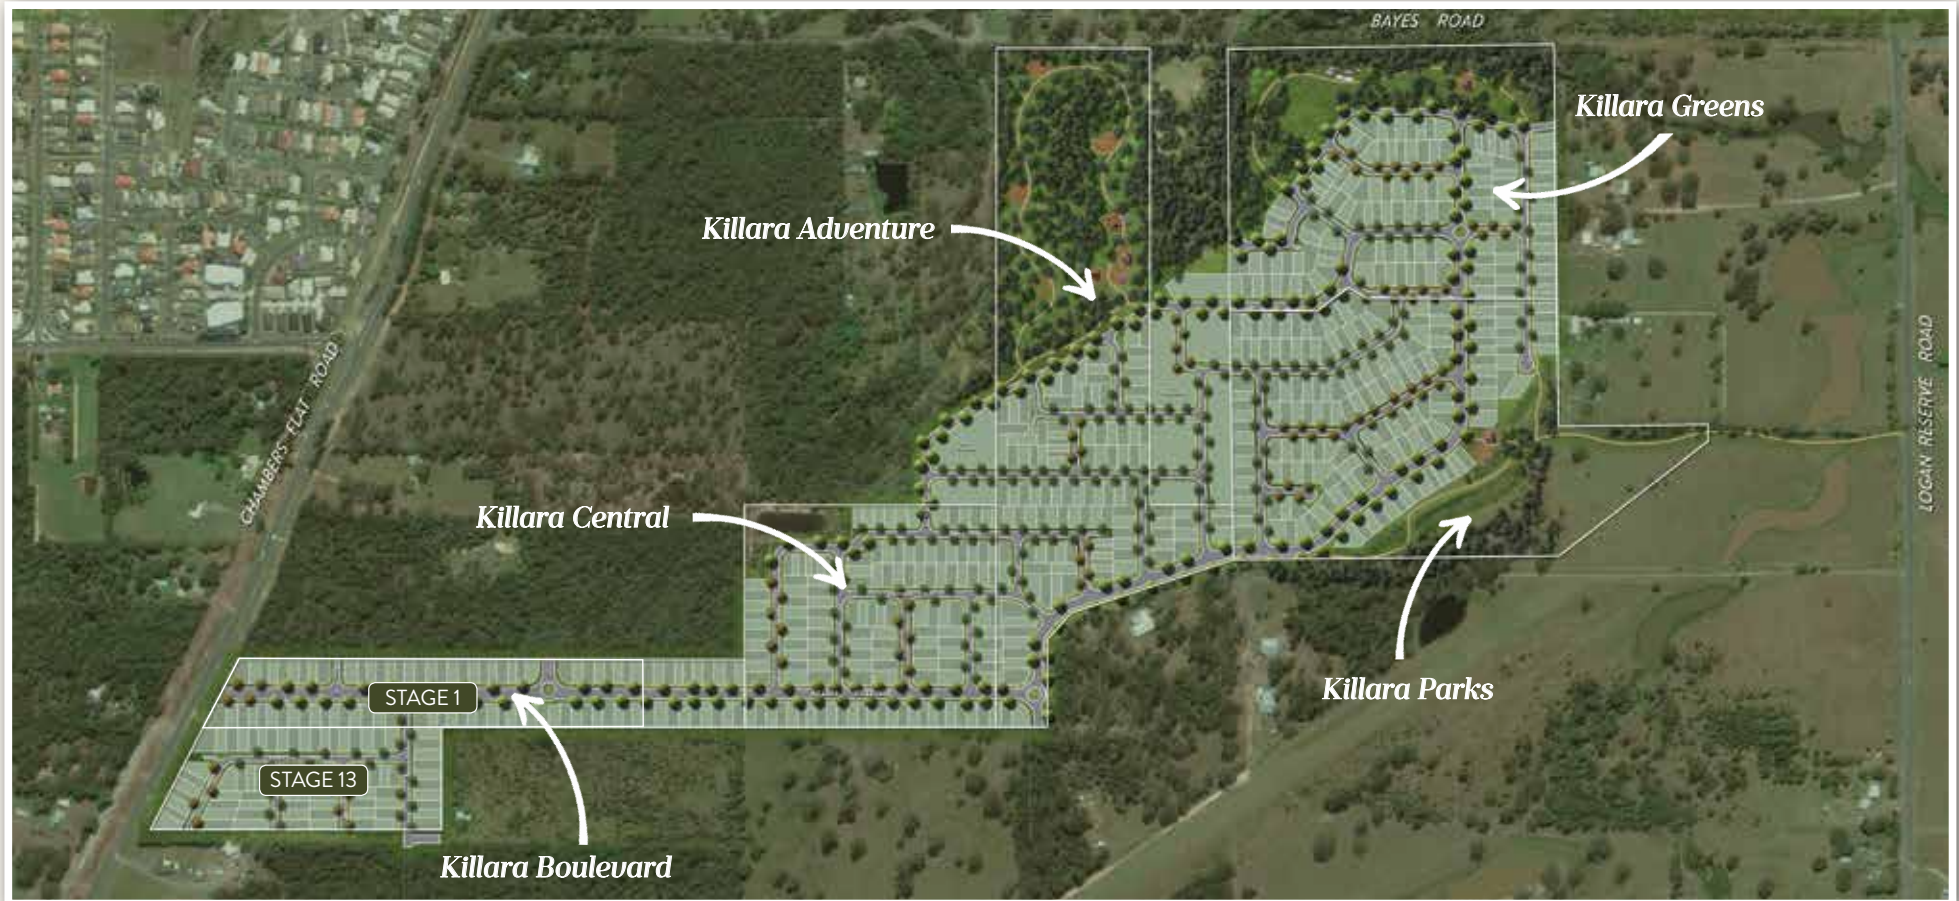 BAYES ROAD
Killara Greens
Killara Adventure
CHAMBERS FLAT ROAD
LOGAN RESERVE ROAD
Killara Central
Killara Parks
STAGE 1
STAGE 13
Killara Boulevard